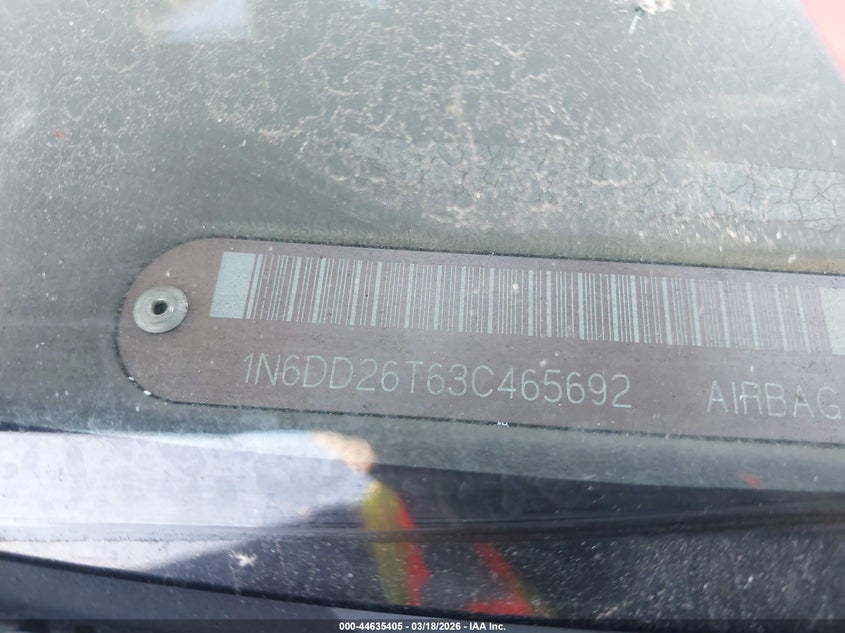 1N6DD26T63C465692 AIRBAG
000-44635405 - 03/18/2026 - IAA Inc.